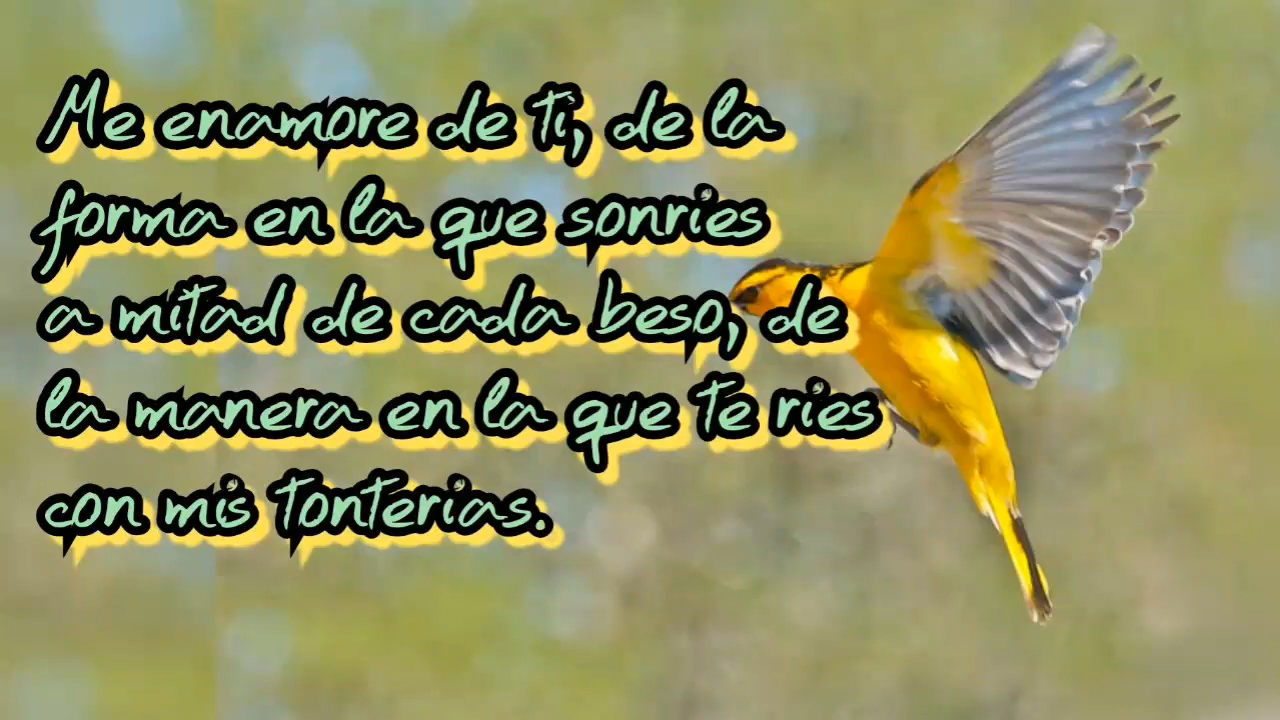 Me enamore de ti, de la
forma en la que sonries
a mitad de cada beso, de
la manera en la que te ries
con mis tonterias.